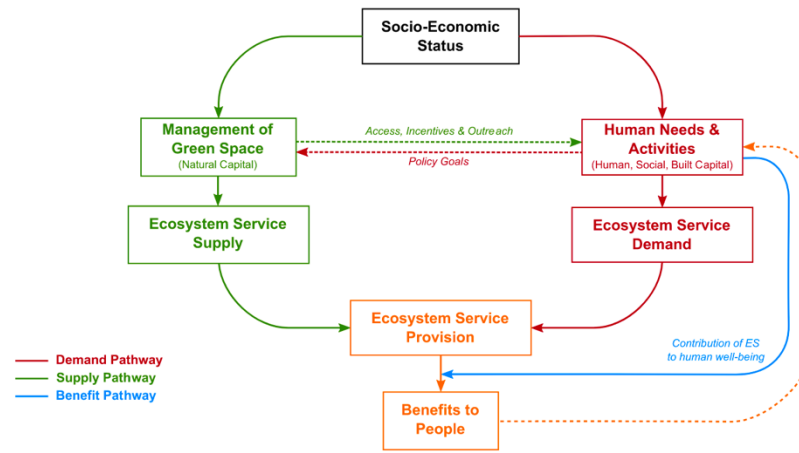 Socio-Economic
Status
Management of
Green Space
(Natural Capital)
Access, Incentives & Outreach
Policy Goals
Human Needs &
Activities
(Human, Social, Built Capital)
Ecosystem Service
Supply
Ecosystem Service
Demand
Ecosystem Service
Provision
Contribution of ES
to human well-being
Demand Pathway
Supply Pathway
Benefit Pathway
Benefits to
People